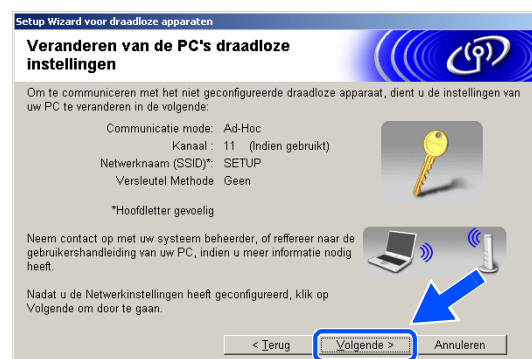 Setup Wizard voor draadloze apparaten
Veranderen van de PC's draadloze
instellingen
Om te communiceren met het niet geconfigureerde draadloze apparaat, dient u de instellingen van
uw PC te veranderen in de volgende:
Communicatie mode: Ad-Hoc
Kanaal : 11 (Indien gebruikt)
Netwerknaam (SSID)*: SETUP
Versleutel Methode Geen
*Hoofdletter gevoelig
Neem contact op met uw systeem beheerder, of reffereer naar de
gebruikershandleiding van uw PC, indien u meer informatie nodig
heeft.
Nadat u de Netwerkinstellingen heeft geconfigureerd, klik op
Volgende om door te gaan.
< Terug
Volgende >
Annuleren